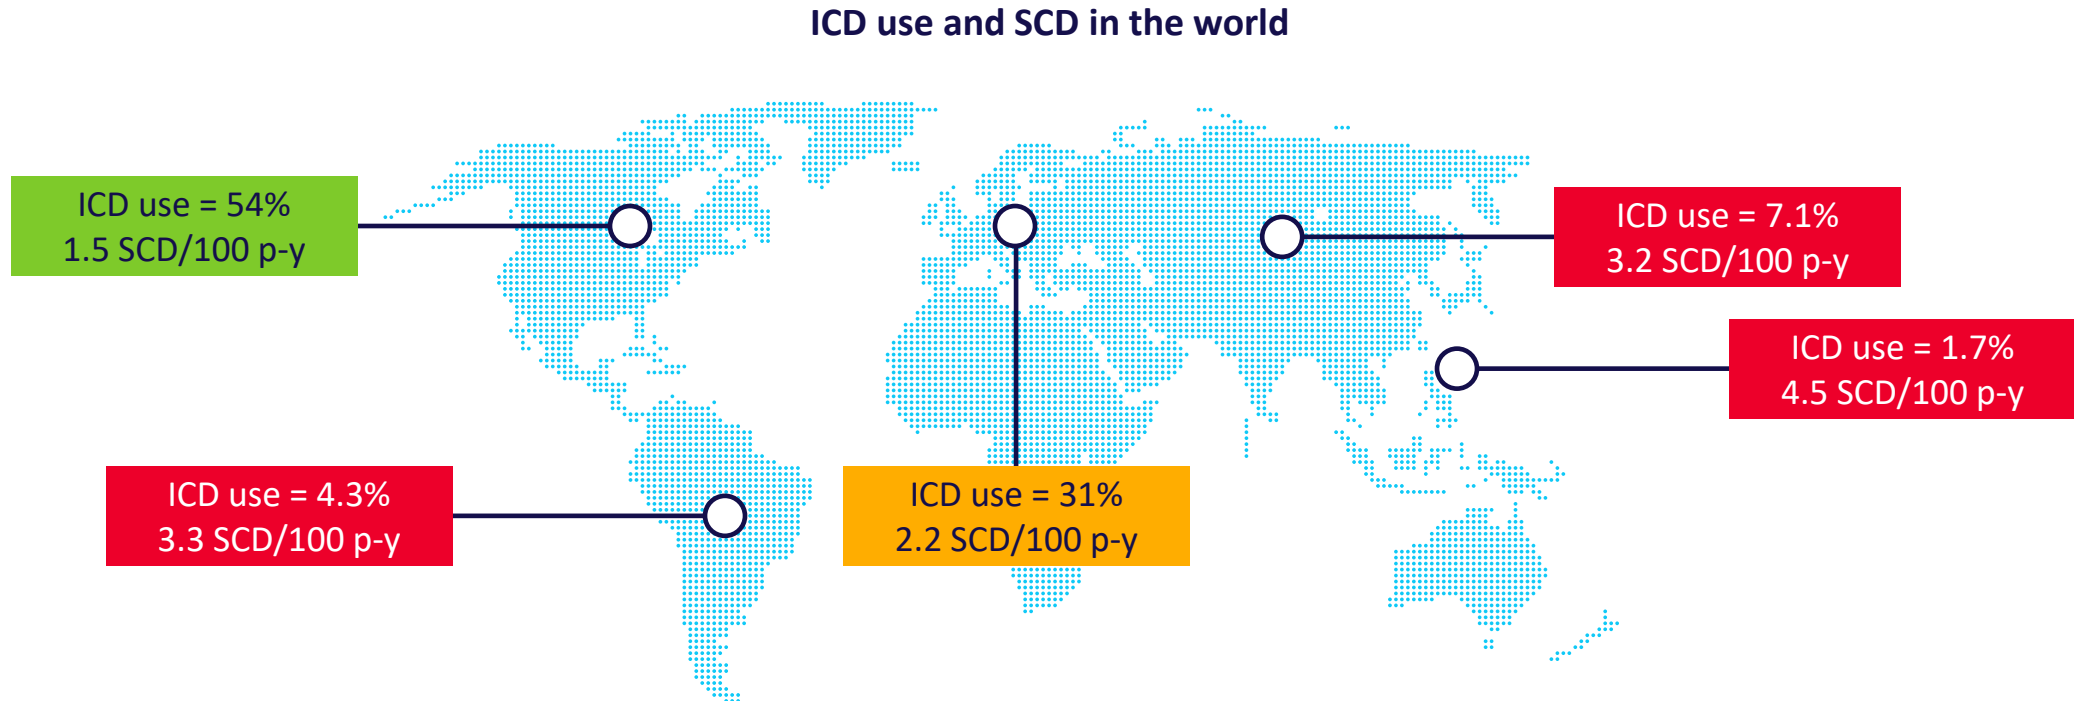 ICD use and SCD in the world
ICD use = 54%
1.5 SCD/100 p-y
ICD use = 7.1%
3.2 SCD/100 p-y
ICD use = 1.7%
4.5 SCD/100 p-y
ICD use = 4.3%
3.3 SCD/100 p-y
ICD use = 31%
2.2 SCD/100 p-y